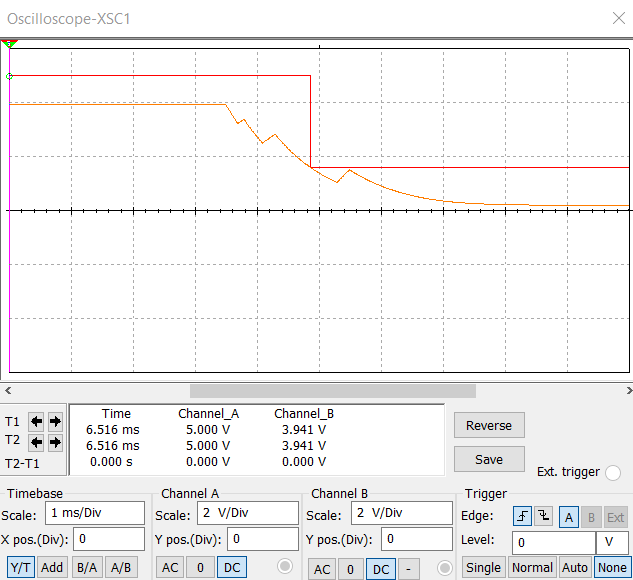 Oscilloscope-XSC1
T1
T2
T2-T1
Time Channel_A Channel_B
6.516 ms 5.000 V 3.941 V
6.516 ms 5.000 V 3.941 V
0.000 s 0.000 V 0.000 V
Reverse
Save
Ext. trigger
Timebase
Scale: 1 ms/Div
X pos.(Div): 0
Y/T Add B/A A/B
Channel A
Scale: 2 V/Div
Y pos.(Div): 0
AC 0 DC
Channel B
Scale: 2 V/Div
Y pos.(Div): 0
AC 0 DC -
Trigger
Edge: A B Ext
Level: 0 V
Single Normal Auto None